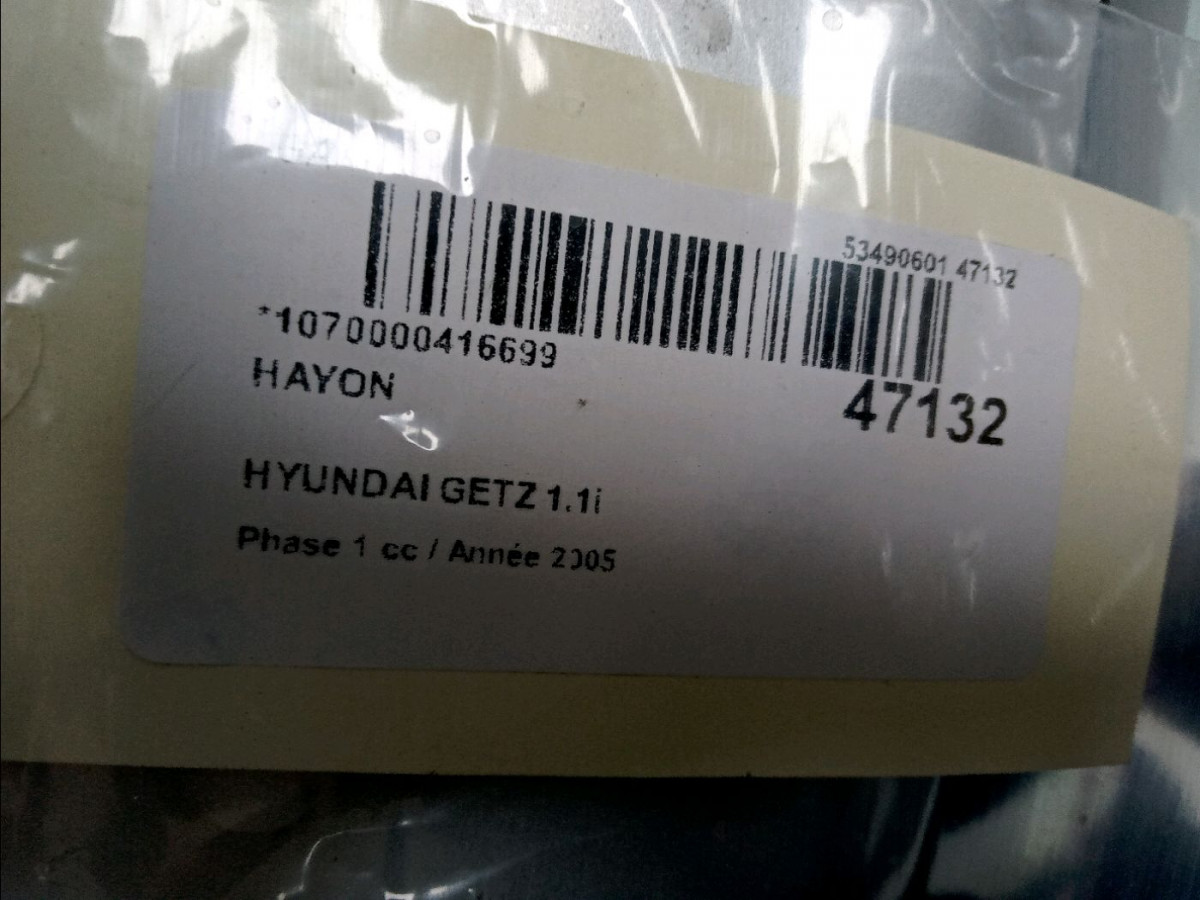 53490601 47132
*1070000416699
HAYON
47132
HYUNDAI GETZ 1.1i
Phase 1 cc / Année 2005